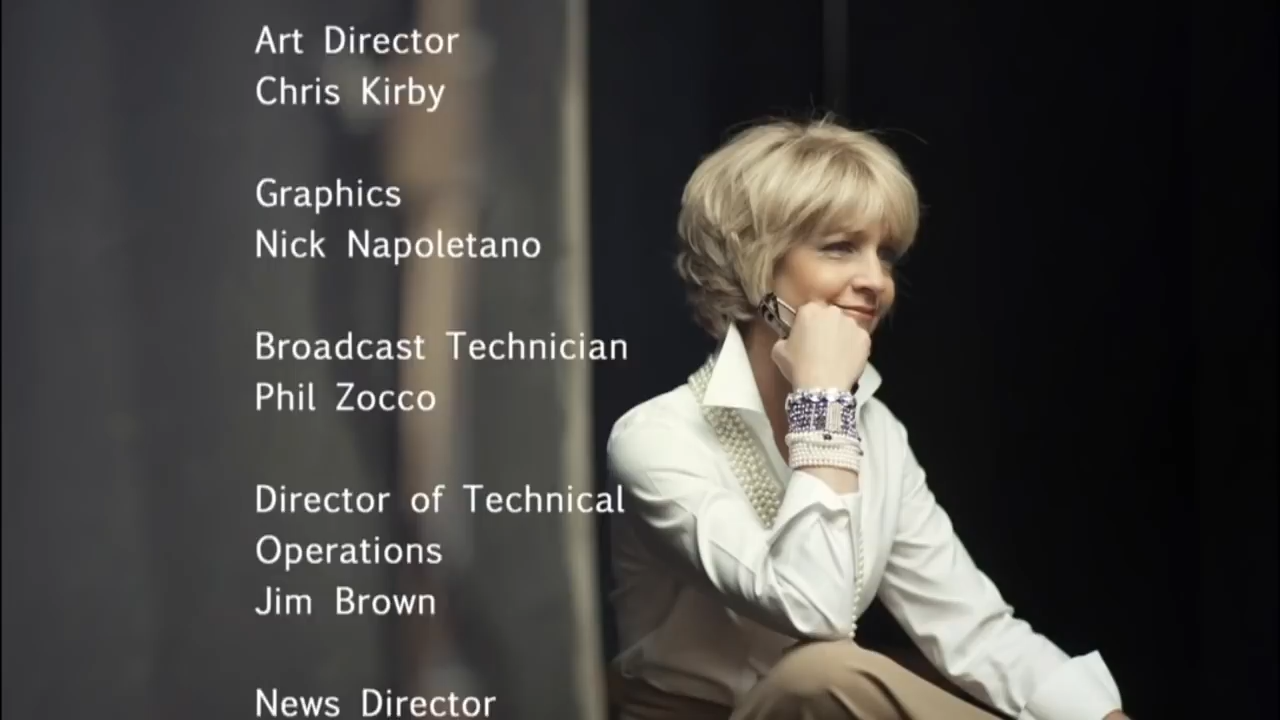 Art Director
Chris Kirby
Graphics
Nick Napoletano
Broadcast Technician
Phil Zocco
Director of Technical
Operations
Jim Brown
News Director